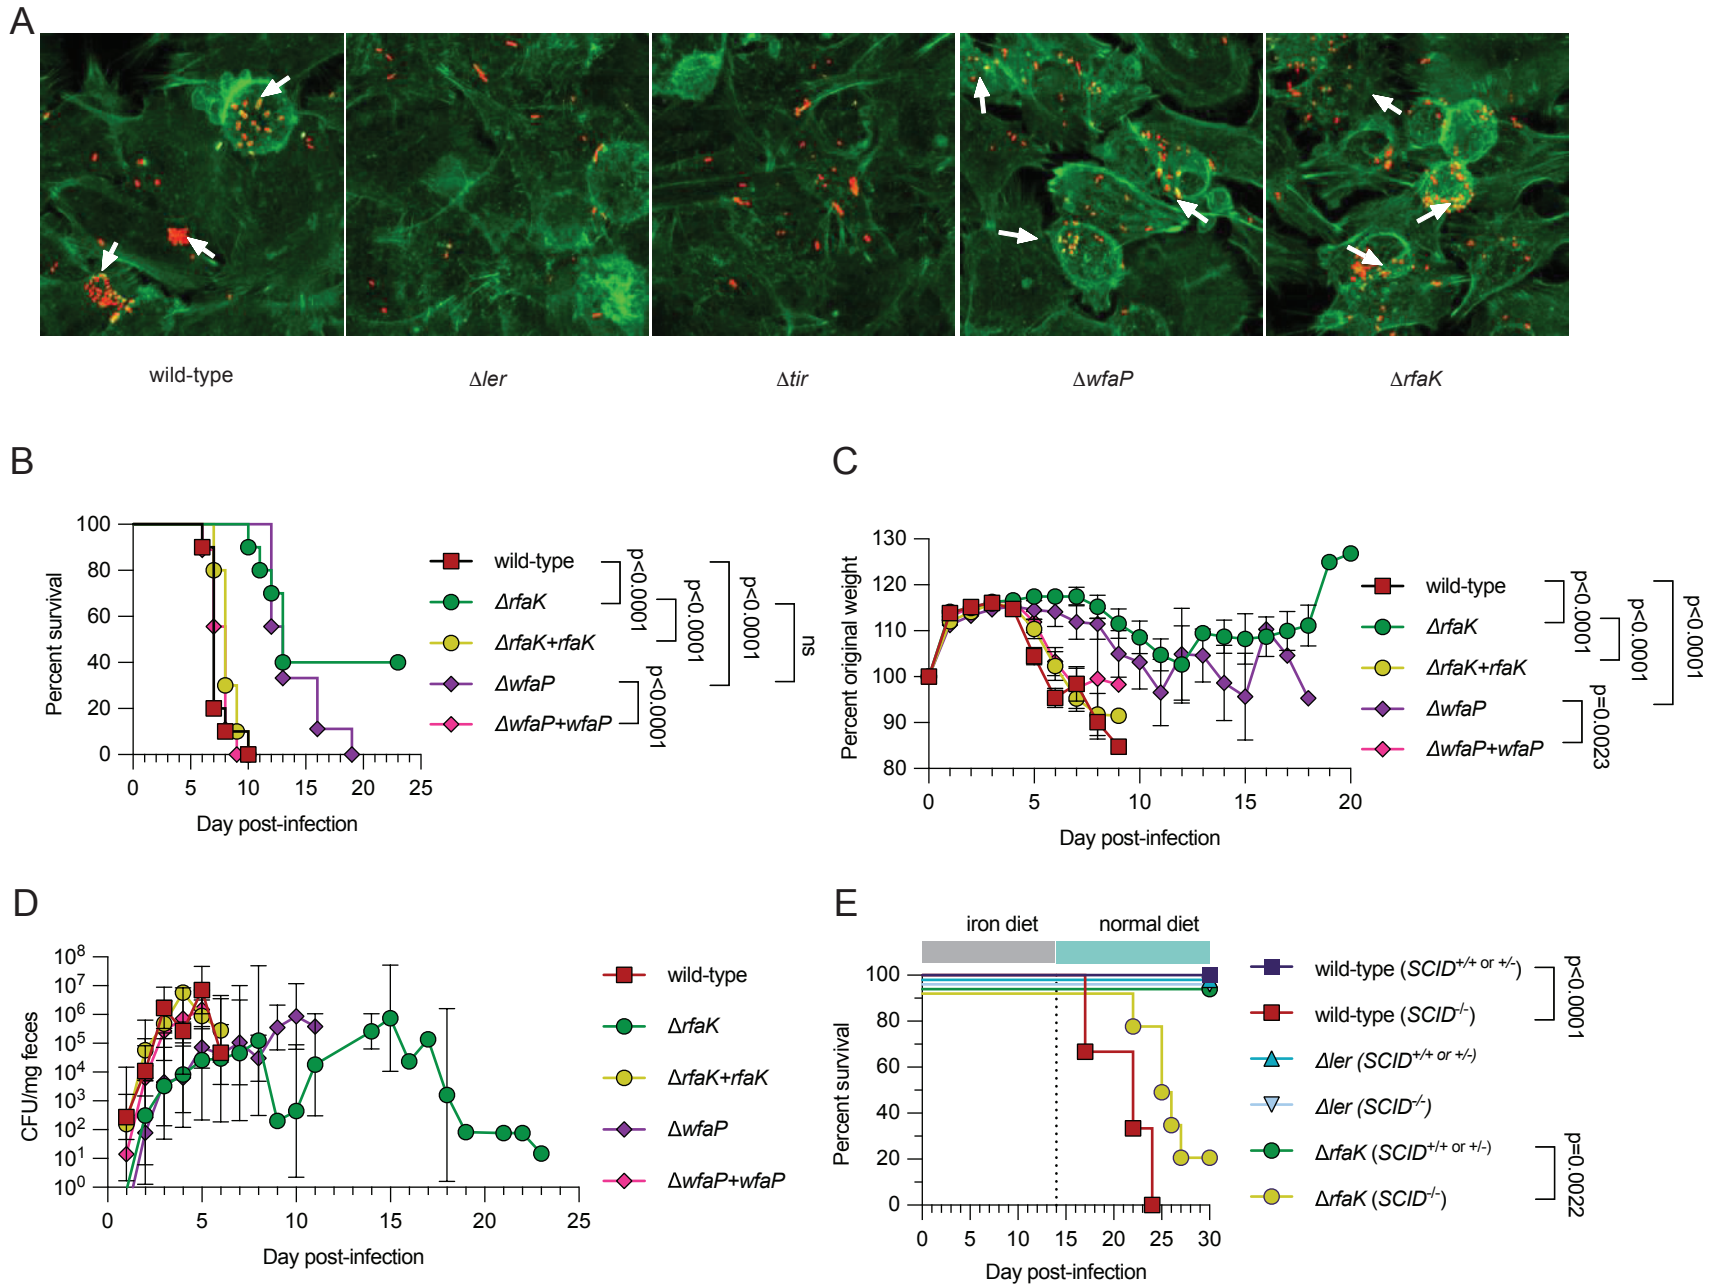 A
wild-type
Δler
Δtir
ΔwfaP
ΔrfaK
B
Percent survival
100
80
60
40
20
0
0 5 10 15 20 25
Day post-infection
wild-type
ΔrfaK
ΔrfaK+rfaK
ΔwfaP
ΔwfaP+wfaP
p<0.0001
p<0.0001
p<0.0001
p<0.0001
ns
C
Percent original weight
130
120
110
100
90
80
0 5 10 15 20
Day post-infection
wild-type
ΔrfaK
ΔrfaK+rfaK
ΔwfaP
ΔwfaP+wfaP
p<0.0001
p<0.0001
p<0.0001
p=0.0023
D
CFU/mg feces
10⁸
10⁷
10⁶
10⁵
10⁴
10³
10²
10¹
10⁰
0 5 10 15 20 25
Day post-infection
wild-type
ΔrfaK
ΔrfaK+rfaK
ΔwfaP
ΔwfaP+wfaP
E
iron diet normal diet
Percent survival
100
80
60
40
20
0
0 5 10 15 20 25 30
Day post-infection
wild-type (SCID+/+ or +/-)
wild-type (SCID-/-)
Δler (SCID+/+ or +/-)
Δler (SCID-/-)
ΔrfaK (SCID+/+ or +/-)
ΔrfaK (SCID-/-)
p<0.0001
p=0.0022